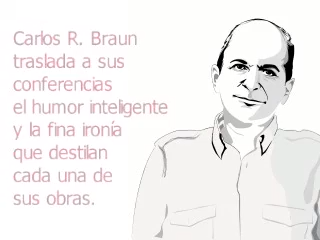 Carlos R. Braun
traslada a sus
conferencias
el humor inteligente
y la fina ironía
que destilan
cada una de
sus obras.